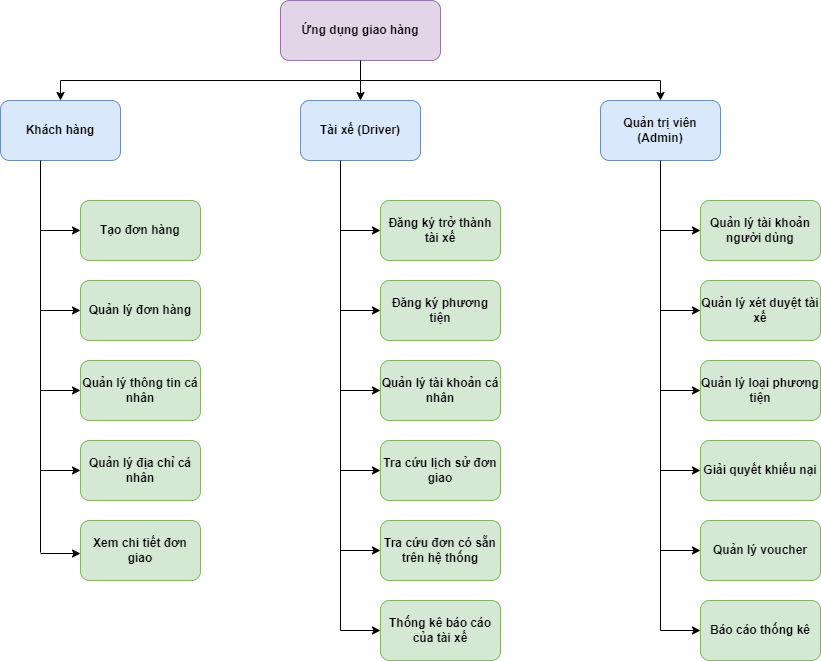 Ứng dụng giao hàng
Khách hàng
Tạo đơn hàng
Quản lý đơn hàng
Quản lý thông tin cá
nhân
Quản lý địa chỉ cá
nhân
Xem chi tiết đơn
giao
Tài xế (Driver)
Đăng ký trở thành
tài xế
Đăng ký phương
tiện
Quản lý tài khoản cá
nhân
Tra cứu lịch sử đơn
giao
Tra cứu đơn có sẵn
trên hệ thống
Thống kê báo cáo
của tài xế
Quản trị viên
(Admin)
Quản lý tài khoản
người dùng
Quản lý xét duyệt tài
xế
Quản lý loại phương
tiện
Giải quyết khiếu nại
Quản lý voucher
Báo cáo thống kê